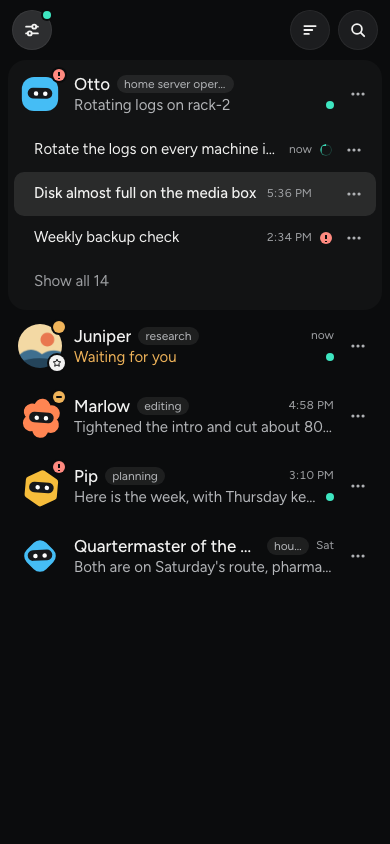 Otto home server oper...
Rotating logs on rack-2
Rotate the logs on every machine i... now
Disk almost full on the media box 5:36 PM
Weekly backup check 2:34 PM
Show all 14
Juniper research now
Waiting for you
Marlow editing 4:58 PM
Tightened the intro and cut about 80...
Pip planning 3:10 PM
Here is the week, with Thursday ke...
Quartermaster of the ... hou... Sat
Both are on Saturday's route, pharma...